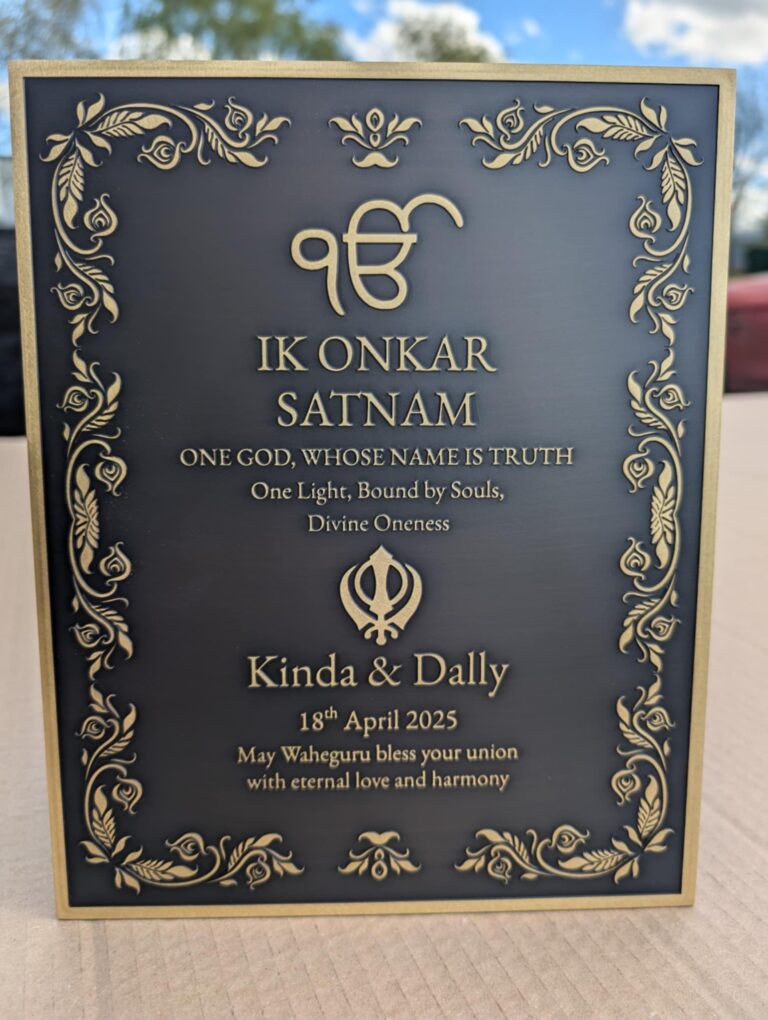 ੴ
IK ONKAR
SATNAM
ONE GOD, WHOSE NAME IS TRUTH
One Light, Bound by Souls,
Divine Oneness
Kinda & Dally
18th April 2025
May Waheguru bless your union
with eternal love and harmony